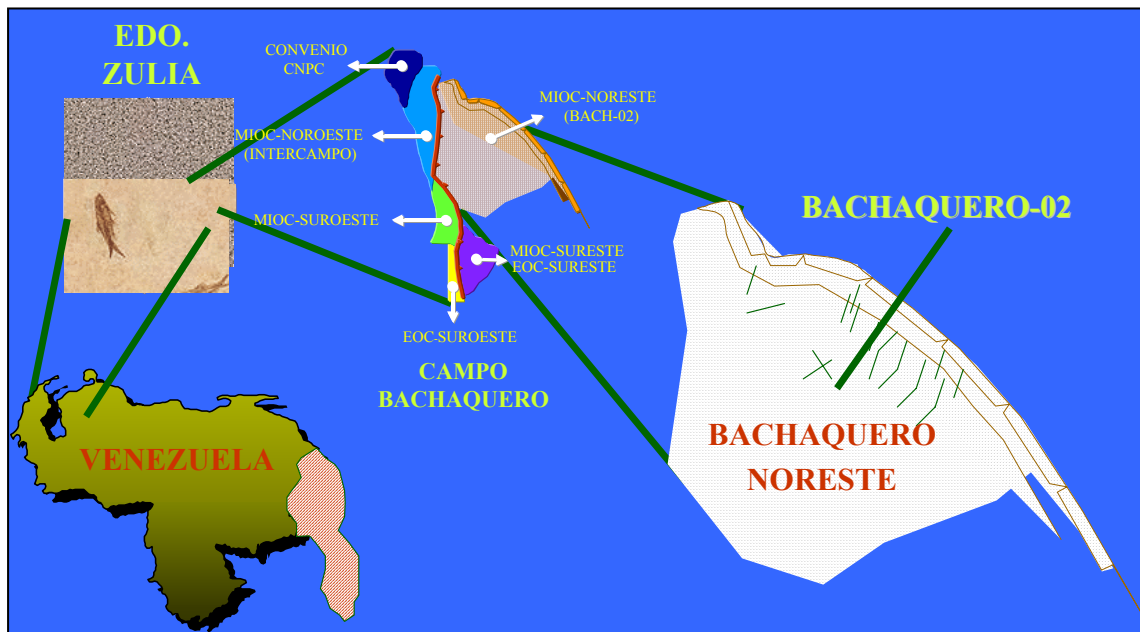 EDO.
ZULIA
CONVENIO
CNPC
MIOC-NORESTE
(BACH-02)
MIOC-NOROESTE
(INTERCAMPO)
MIOC-SUROESTE
MIOC-SURESTE
EOC-SURESTE
EOC-SUROESTE
CAMPO
BACHAQUERO
BACHAQUERO-02
BACHAQUERO
NORESTE
VENEZUELA